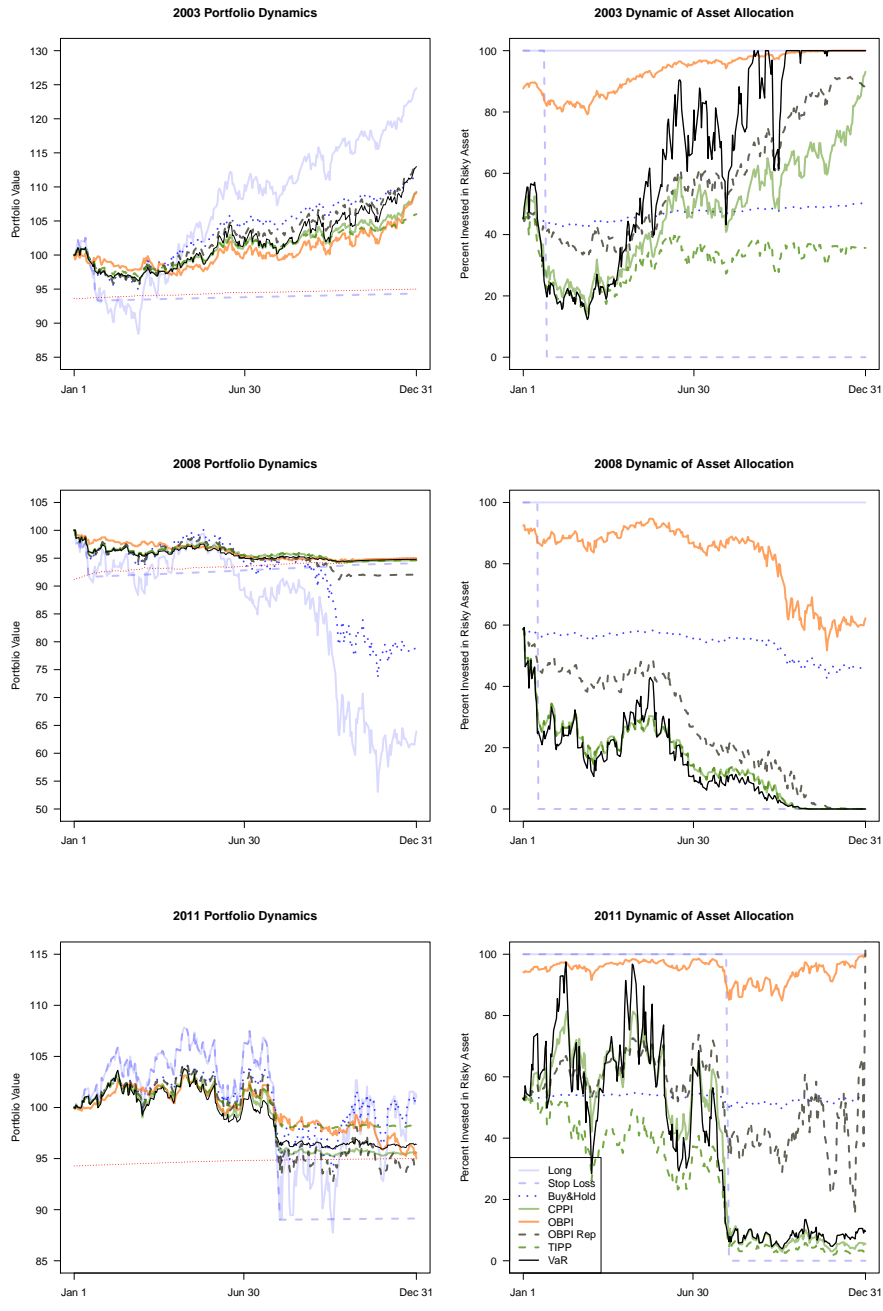 2003 Portfolio Dynamics
Portfolio Value
130
125
120
115
110
105
100
95
90
85
Jan 1
Jun 30
Dec 31
2003 Dynamic of Asset Allocation
Percent Invested in Risky Asset
100
80
60
40
20
0
Jan 1
Jun 30
Dec 31
2008 Portfolio Dynamics
Portfolio Value
105
100
95
90
85
80
75
70
65
60
55
50
Jan 1
Jun 30
Dec 31
2008 Dynamic of Asset Allocation
Percent Invested in Risky Asset
100
80
60
40
20
0
Jan 1
Jun 30
Dec 31
2011 Portfolio Dynamics
Portfolio Value
115
110
105
100
95
90
85
Jan 1
Jun 30
Dec 31
2011 Dynamic of Asset Allocation
Percent Invested in Risky Asset
100
80
60
40
20
0
Long
Stop Loss
Buy&Hold
CPPI
OBPI
OBPI Rep
TIPP
VaR
Jan 1
Jun 30
Dec 31